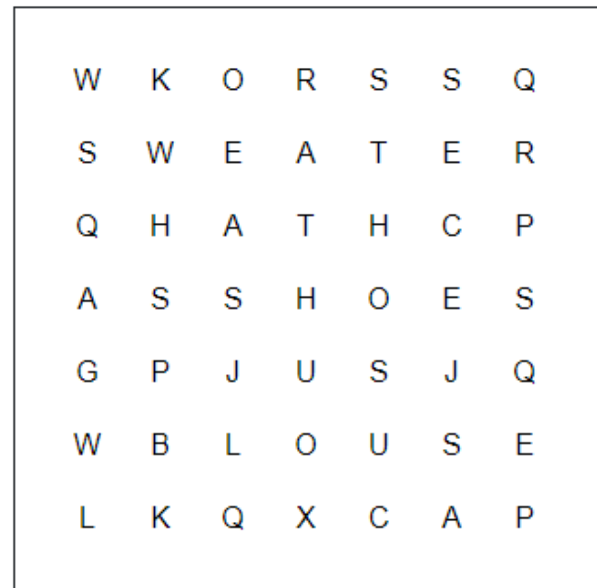 W K O R S S Q
S W E A T E R
Q H A T H C P
A S S H O E S
G P J U S J Q
W B L O U S E
L K Q X C A P